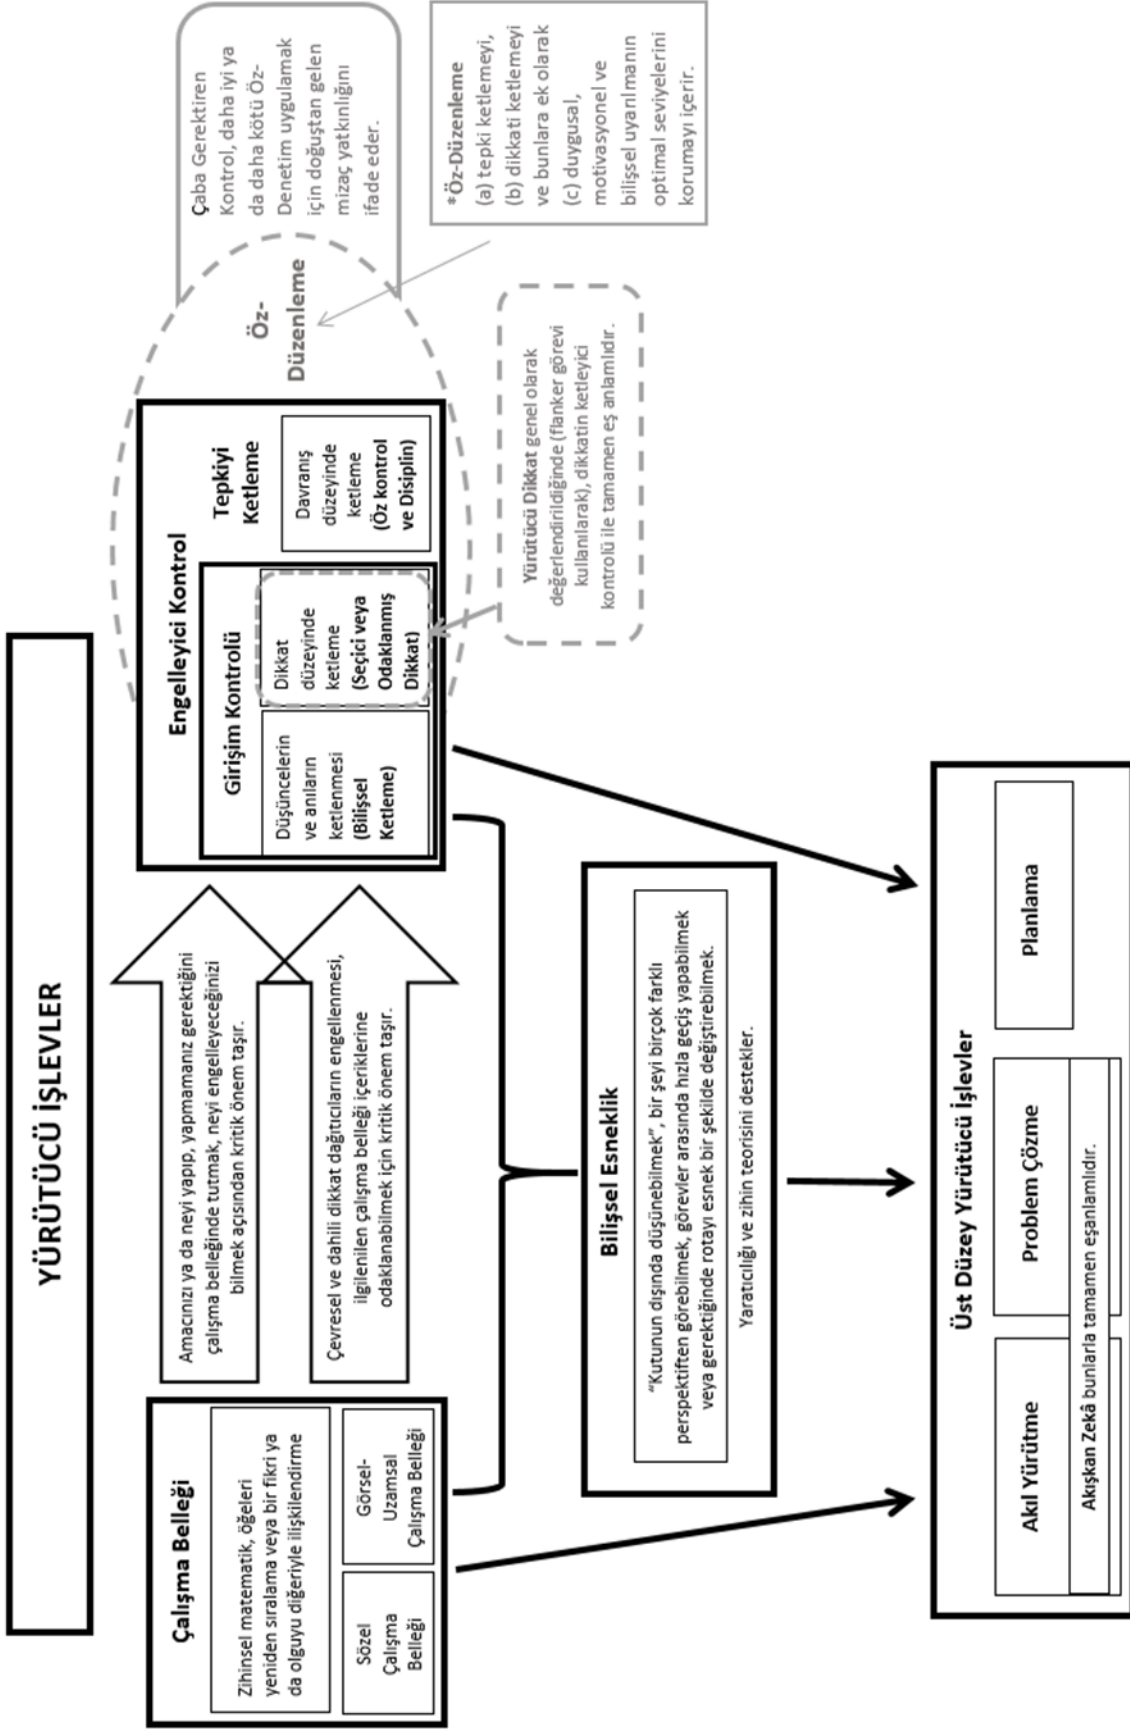 YÜRÜTÜCÜ İŞLEVLER
Çalışma Belleği
Zihinsel matematik, öğeleri
yeniden sıralama veya bir fikri ya
da olguyu diğeriyle ilişkilendirme
Sözel
Çalışma
Belleği
Görsel-
Uzamsal
Çalışma Belleği
Amacınızı ya da neyi yapıp, yapmamanız gerektiğini
çalışma belleğinde tutmak, neyi engelleyeceğinizi
bilmek açısından kritik önem taşır.
Çevresel ve dahili dikkat dağıtıcıların engellenmesi,
ilgilenilen çalışma belleği içeriklerine
odaklanabilmek için kritik önem taşır.
Engelleyici Kontrol
Girişim Kontrolü
Düşüncelerin
ve anıların
ketlenmesi
(Bilişsel
Ketleme)
Dikkat
düzeyinde
ketleme
(Seçici veya
Odaklanmış
Dikkat)
Tepkiyi
Ketleme
Davranış
düzeyinde
ketleme
(Öz kontrol
ve Disiplin)
Öz-
Düzenleme
Çaba Gerektiren
Kontrol, daha iyi ya
da daha kötü Öz-
Denetim uygulamak
için doğuştan gelen
mizaç yatkınlığını
ifade eder.
*Öz-Düzenleme
(a) tepki ketlemeyi,
(b) dikkati ketlemeyi
ve bunlara ek olarak
(c) duygusal,
motivasyonel ve
bilişsel uyarılmanın
optimal seviyelerini
korumayı içerir.
Yürütücü Dikkat genel olarak
değerlendirildiğinde (flanker görevi
kullanılarak), dikkatin ketleyici
kontrolü ile tamamen eş anlamlıdır.
Bilişsel Esneklik
“Kutunun dışında düşünebilmek”, bir şeyi birçok farklı
perspektiften görebilmek, görevler arasında hızla geçiş yapabilmek
veya gerektiğinde rotayı esnek bir şekilde değiştirebilmek.
Yaratıcılığı ve zihin teorisini destekler.
Üst Düzey Yürütücü İşlevler
Akıl Yürütme
Problem Çözme
Planlama
Akışkan Zekâ bunlarla tamamen eşanlamlıdır.